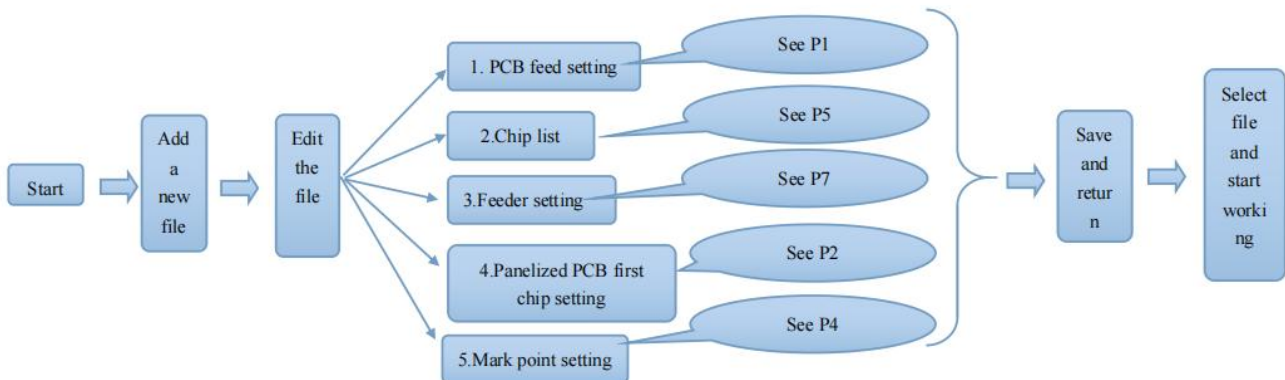 Start
Add
a
new
file
Edit
the
file
1. PCB feed setting
See P1
2.Chip list
See P5
3.Feeder setting
See P7
4.Panelized PCB first
chip setting
See P2
5.Mark point setting
See P4
Save
and
retur
n
Select
file
and
start
worki
ng